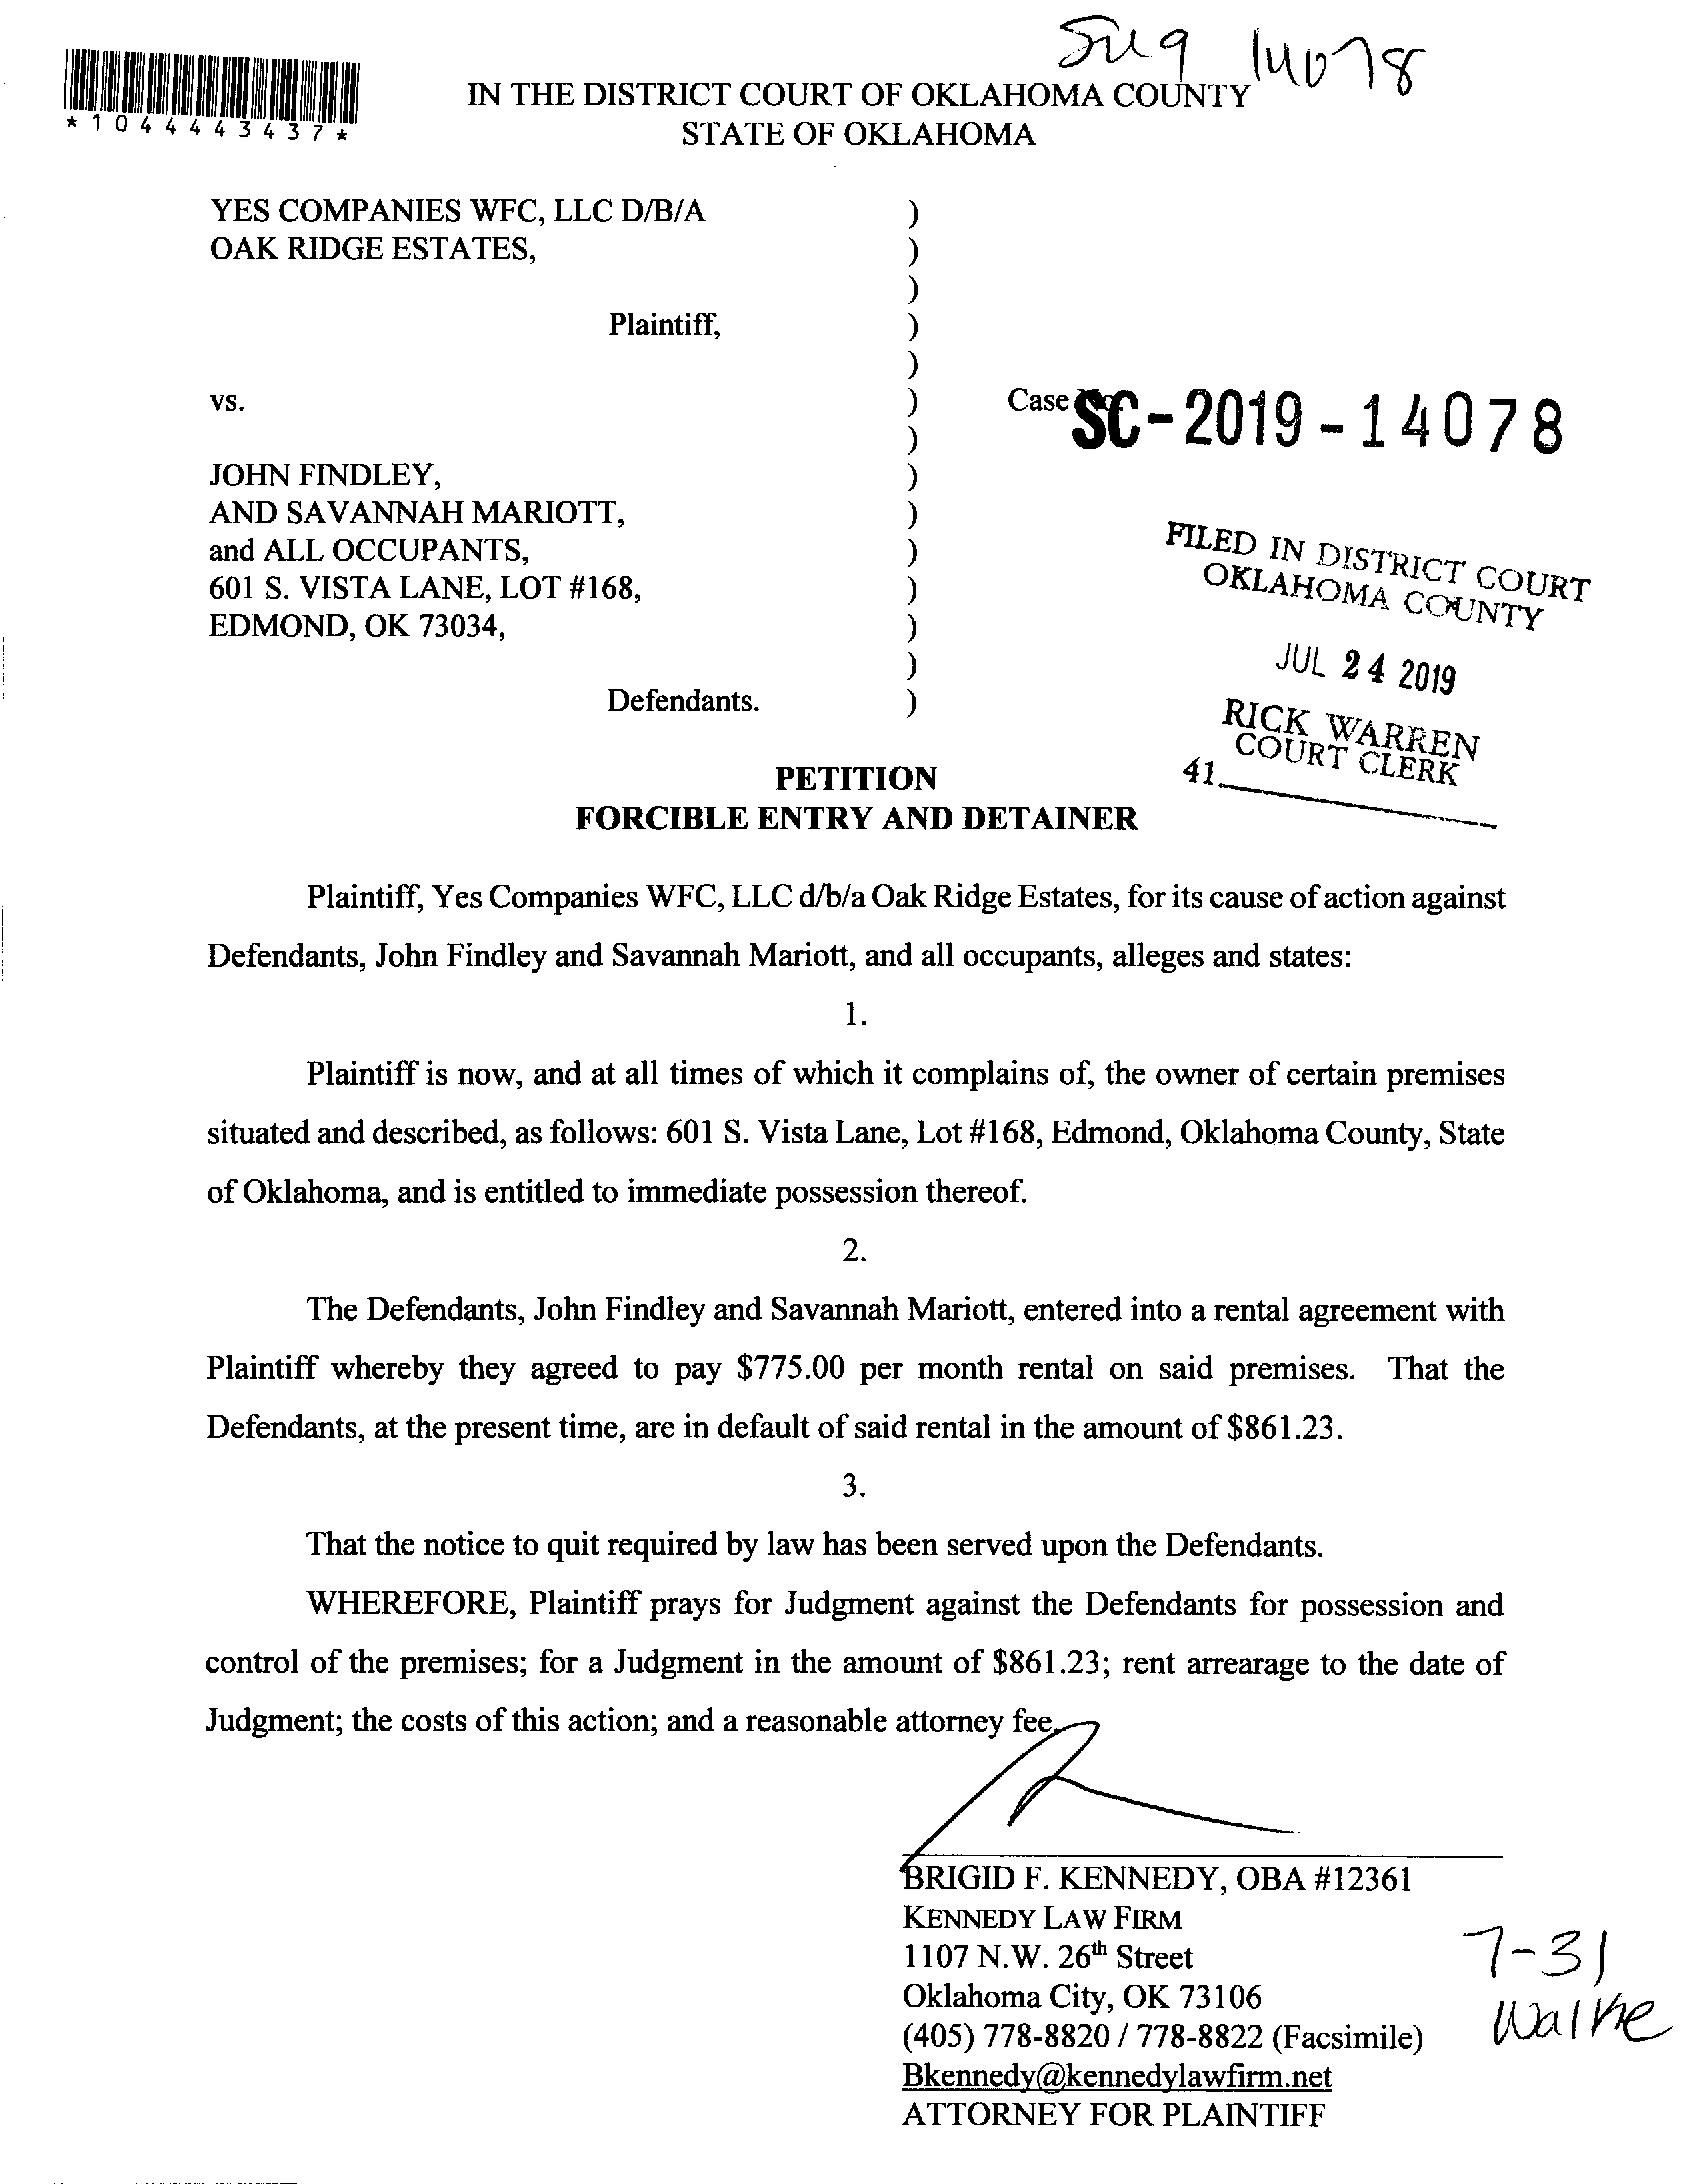 SC19 14078
*1044443437*
IN THE DISTRICT COURT OF OKLAHOMA COUNTY
STATE OF OKLAHOMA
YES COMPANIES WFC, LLC D/B/A )
OAK RIDGE ESTATES, )
)
Plaintiff, )
)
vs. ) Case SC-2019-14078
)
JOHN FINDLEY, )
AND SAVANNAH MARIOTT, )
and ALL OCCUPANTS, )
601 S. VISTA LANE, LOT #168, )
EDMOND, OK 73034, )
)
Defendants. )
FILED IN DISTRICT COURT
OKLAHOMA COUNTY
JUL 24 2019
RICK WARREN
COURT CLERK
41
PETITION
FORCIBLE ENTRY AND DETAINER
Plaintiff, Yes Companies WFC, LLC d/b/a Oak Ridge Estates, for its cause of action against
Defendants, John Findley and Savannah Mariott, and all occupants, alleges and states:
1.
Plaintiff is now, and at all times of which it complains of, the owner of certain premises
situated and described, as follows: 601 S. Vista Lane, Lot #168, Edmond, Oklahoma County, State
of Oklahoma, and is entitled to immediate possession thereof.
2.
The Defendants, John Findley and Savannah Mariott, entered into a rental agreement with
Plaintiff whereby they agreed to pay $775.00 per month rental on said premises. That the
Defendants, at the present time, are in default of said rental in the amount of $861.23.
3.
That the notice to quit required by law has been served upon the Defendants.
WHEREFORE, Plaintiff prays for Judgment against the Defendants for possession and
control of the premises; for a Judgment in the amount of $861.23; rent arrearage to the date of
Judgment; the costs of this action; and a reasonable attorney fee.
BRIGID F. KENNEDY, OBA #12361
KENNEDY LAW FIRM
1107 N.W. 26th Street
Oklahoma City, OK 73106
(405) 778-8820 / 778-8822 (Facsimile)
Bkennedy@kennedylawfirm.net
ATTORNEY FOR PLAINTIFF
7-31
Walke